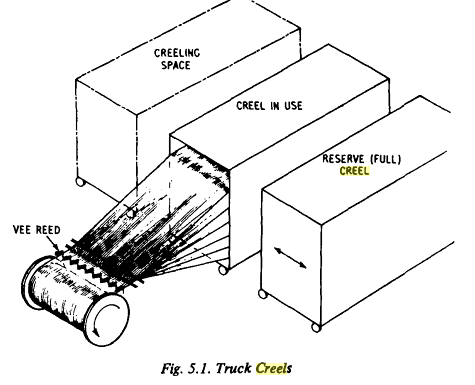 CREELING
SPACE
CREEL IN USE
RESERVE (FULL)
CREEL
VEE REED
Fig. 5.1. Truck Creels